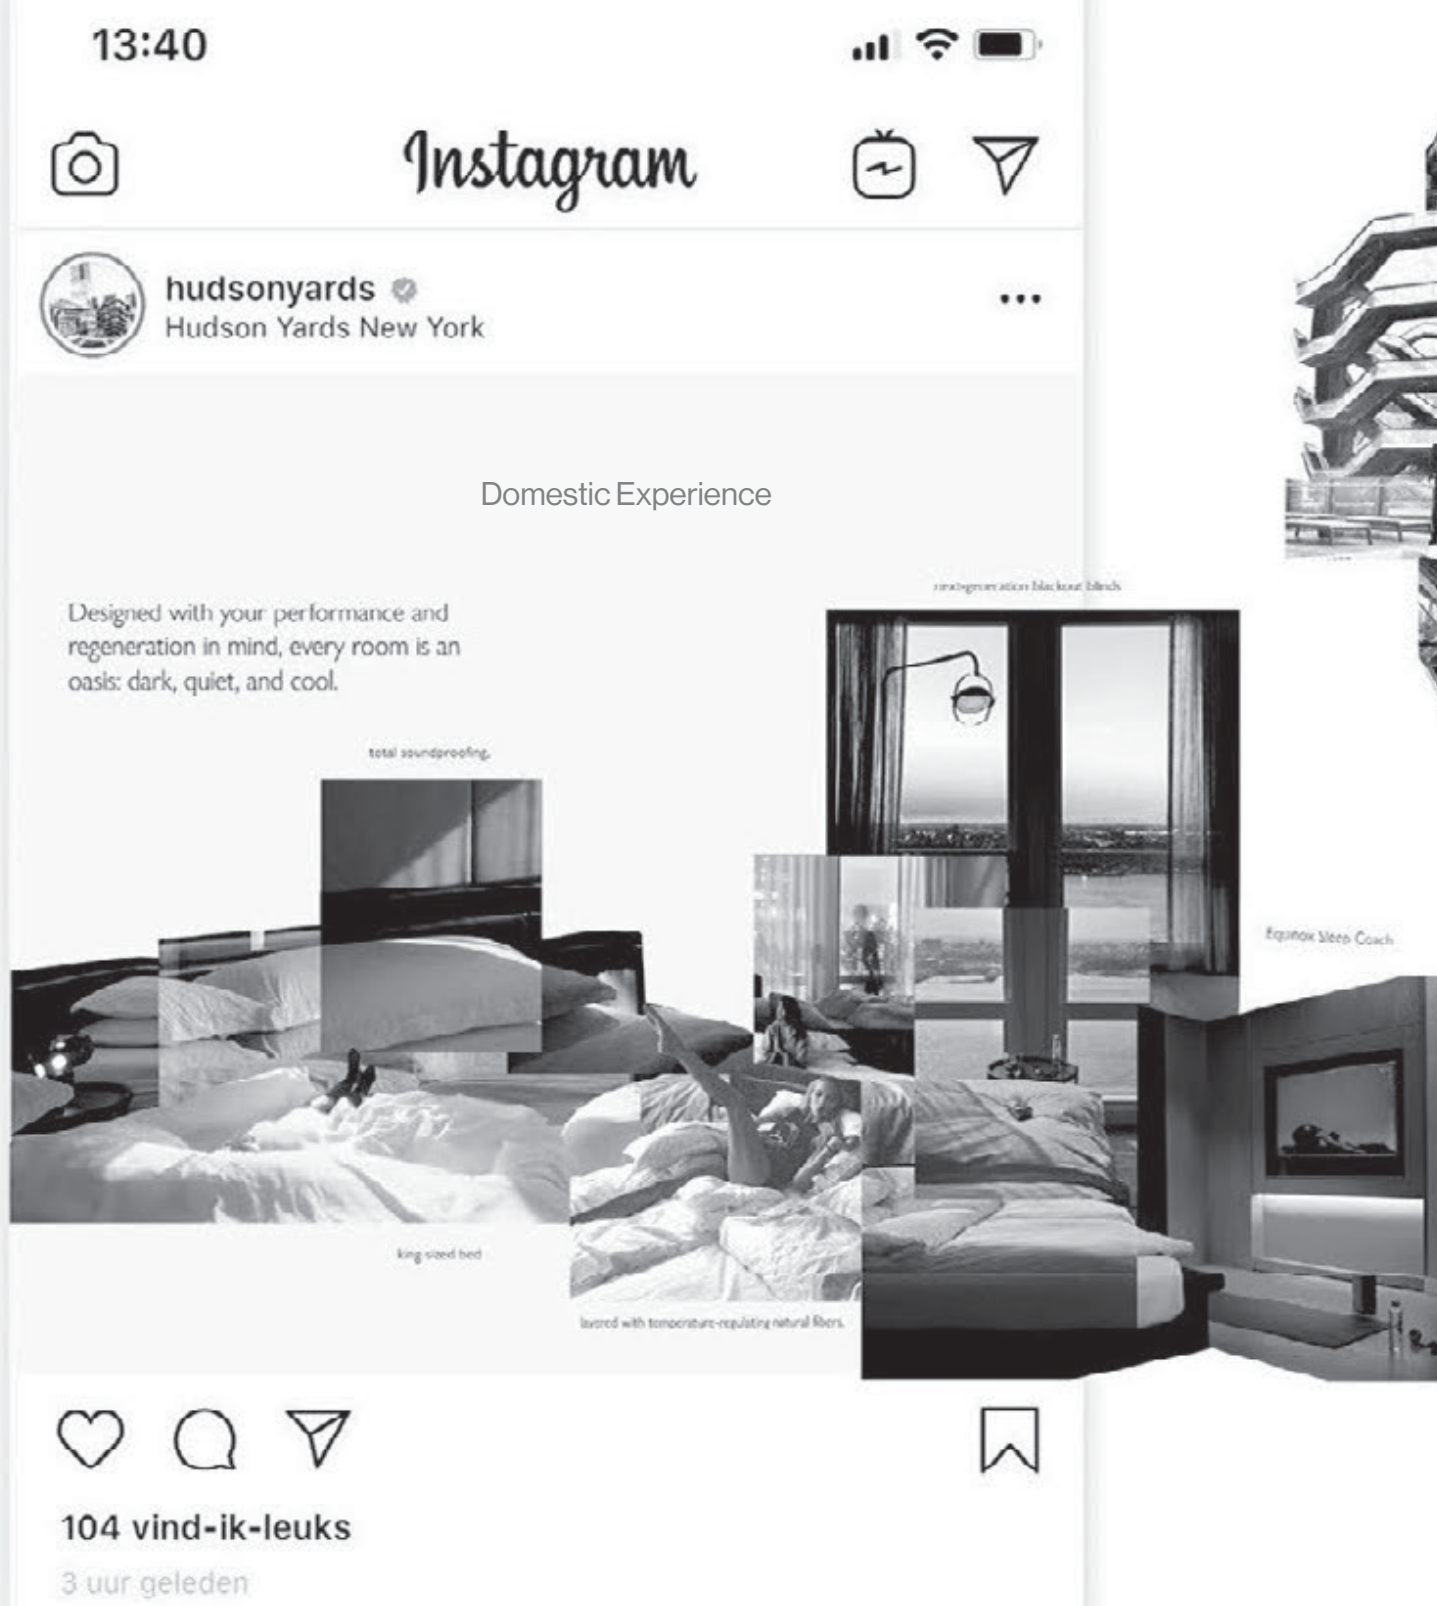 13:40
Instagram
hudsonyards
Hudson Yards New York
Domestic Experience
next-generation blackout blinds
Designed with your performance and
regeneration in mind, every room is an
oasis: dark, quiet, and cool.
total soundproofing.
Equinox Sleep Coach
king-sized bed
layered with temperature-regulating natural fibers.
104 vind-ik-leuks
3 uur geleden